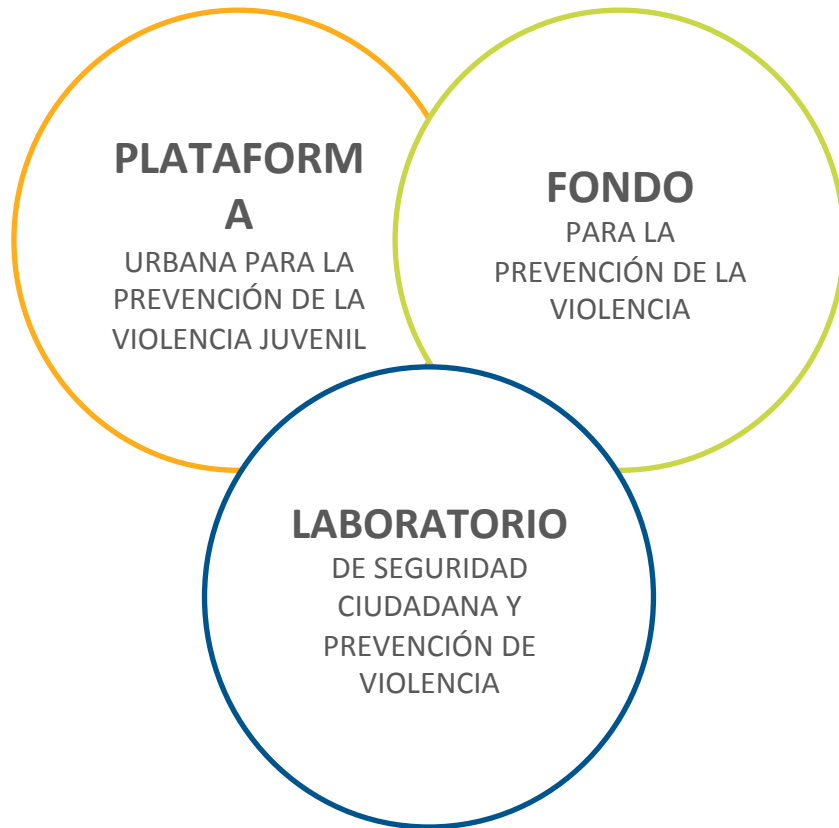 PLATAFORM
A
URBANA PARA LA
PREVENCIÓN DE LA
VIOLENCIA JUVENIL
FONDO
PARA LA
PREVENCIÓN DE LA
VIOLENCIA
LABORATORIO
DE SEGURIDAD
CIUDADANA Y
PREVENCIÓN DE
VIOLENCIA